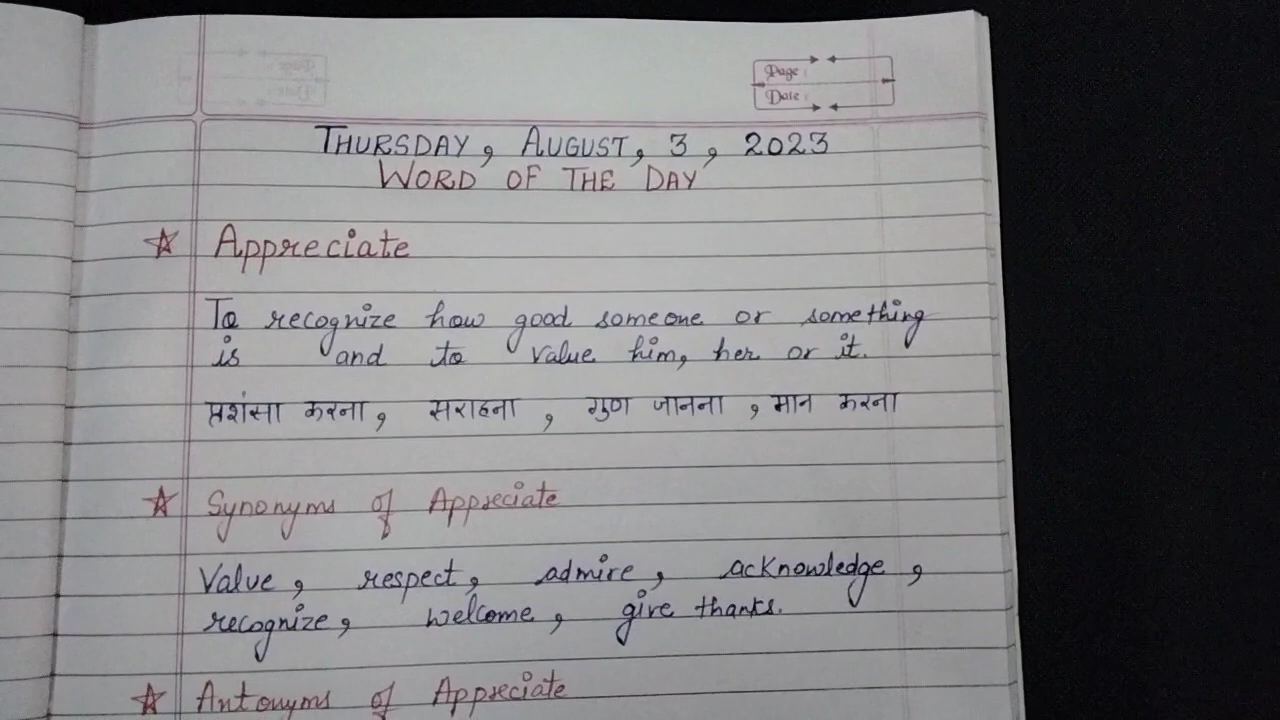 Page :
Date :
THURSDAY, AUGUST, 3, 2023
WORD OF THE DAY
☆ Appreciate
To recognize how good someone or something
is and to value him, her or it.
प्रशंसा करना, सराहना, गुण जानना, मान करना
☆ Synonyms of Appreciate
Value, respect, admire, acknowledge,
recognize, welcome, give thanks.
☆ Antonyms of Appreciate